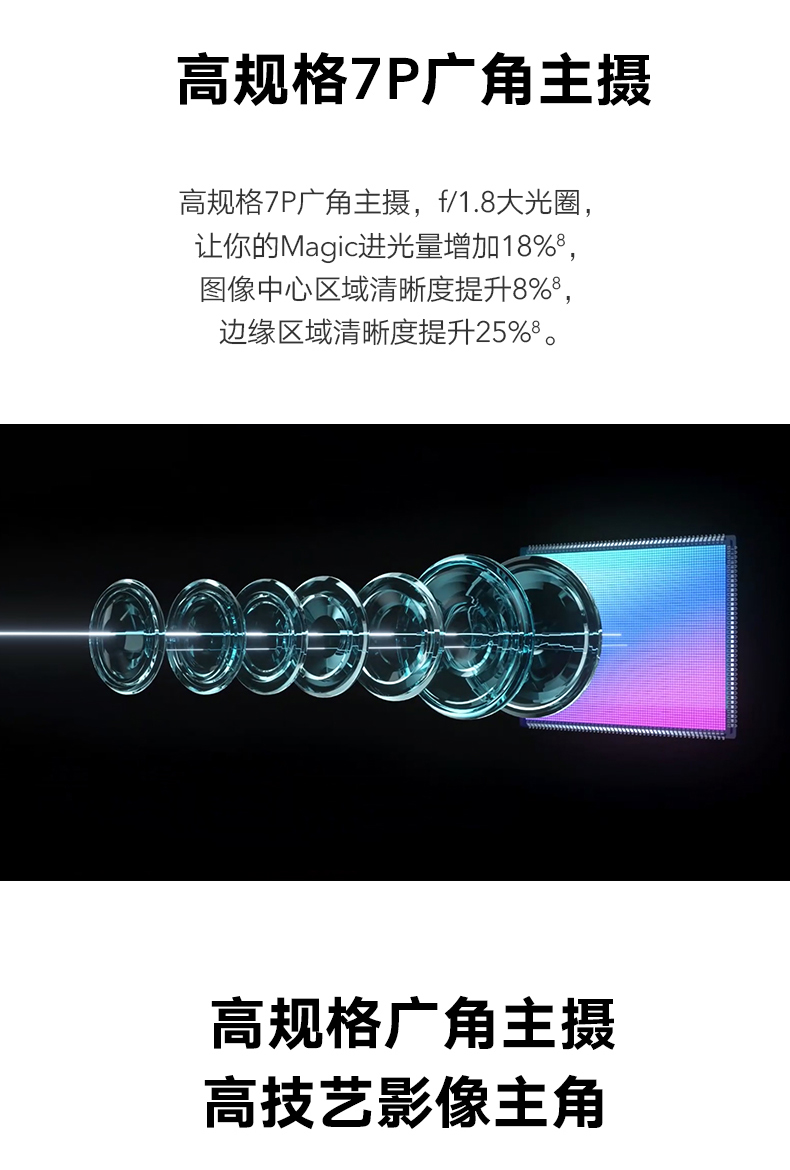 高规格7P广角主摄
高规格7P广角主摄，f/1.8大光圈，
让你的Magic进光量增加18%⁸，
图像中心区域清晰度提升8%⁸，
边缘区域清晰度提升25%⁸。
高规格广角主摄
高技艺影像主角